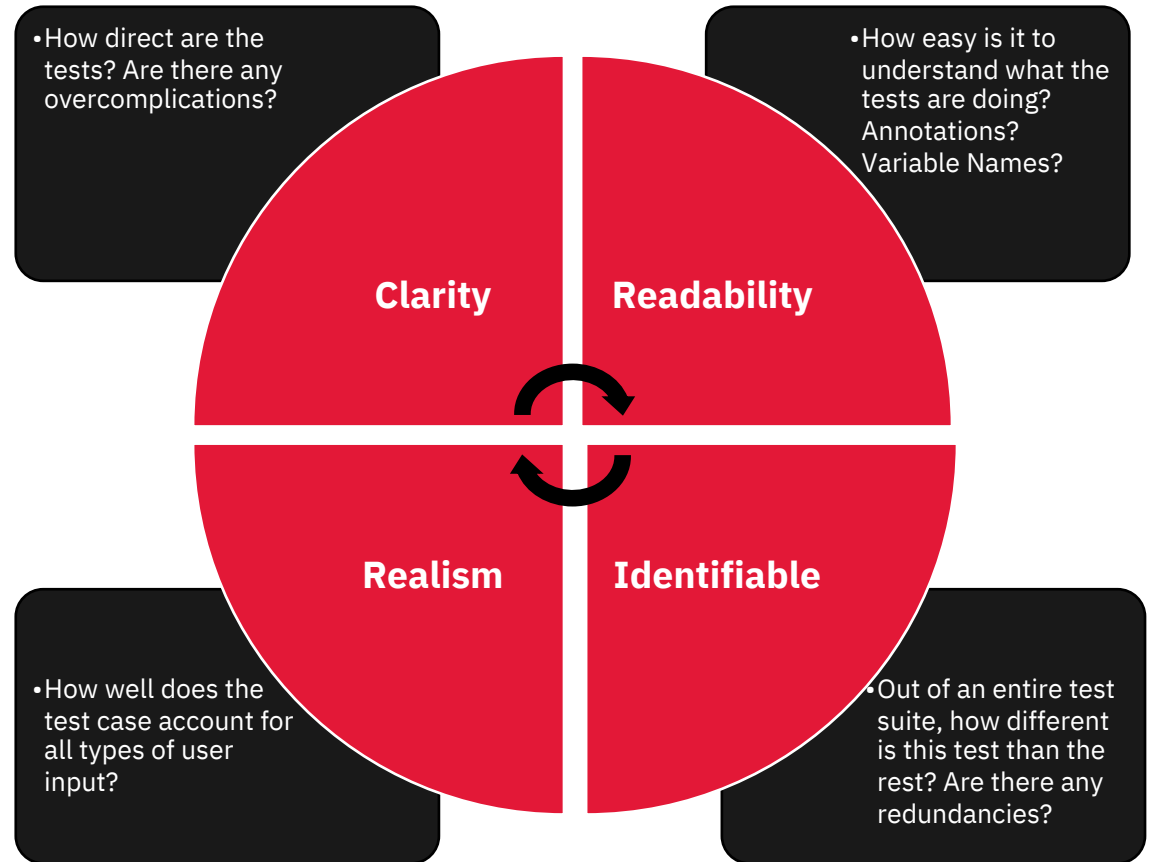 •How direct are the
tests? Are there any
overcomplications?
•How easy is it to
understand what the
tests are doing?
Annotations?
Variable Names?
Clarity
Readability
Realism
Identifiable
•How well does the
test case account for
all types of user
input?
•Out of an entire test
suite, how different
is this test than the
rest? Are there any
redundancies?